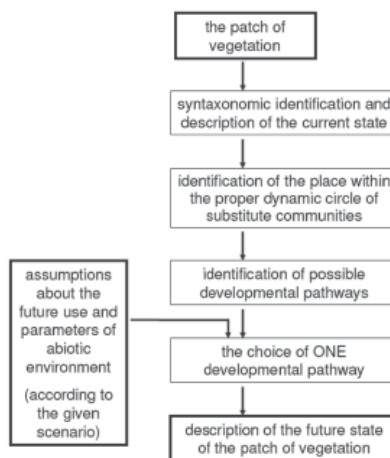 the patch of
vegetation
syntaxonomic identification and
description of the current state
identification of the place within
the proper dynamic circle of
substitute communities
identification of possible
developmental pathways
assumptions
about the
future use and
parameters of
abiotic
environment
(according to
the given
scenario)
the choice of ONE
developmental pathway
description of the future state
of the patch of vegetation